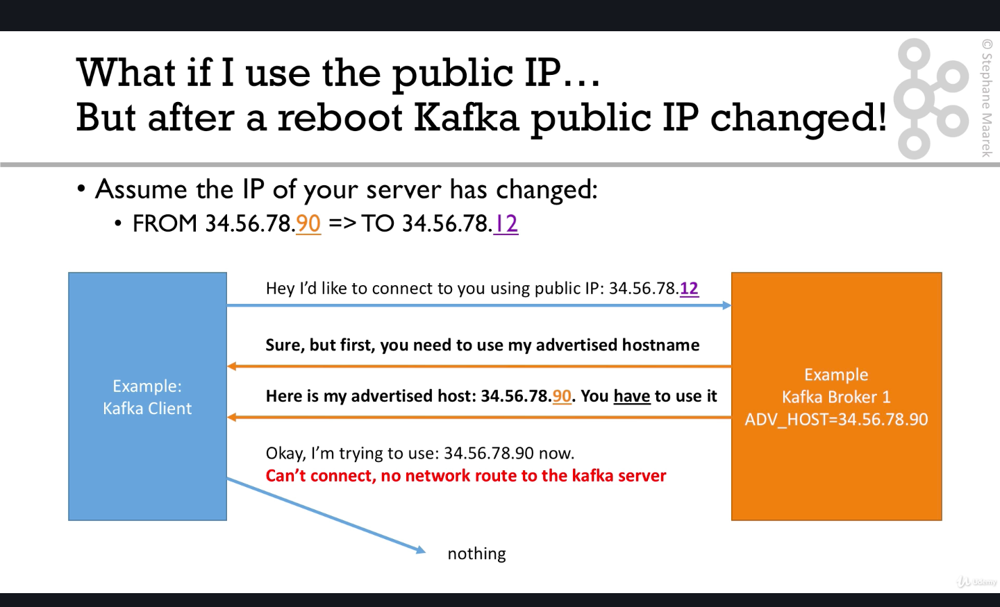 What if I use the public IP…
But after a reboot Kafka public IP changed!
© Stephane Maarek
• Assume the IP of your server has changed:
• FROM 34.56.78.90 => TO 34.56.78.12
Hey I’d like to connect to you using public IP: 34.56.78.12
Sure, but first, you need to use my advertised hostname
Here is my advertised host: 34.56.78.90. You have to use it
Okay, I’m trying to use: 34.56.78.90 now.
Can’t connect, no network route to the kafka server
nothing
Example:
Kafka Client
Example
Kafka Broker 1
ADV_HOST=34.56.78.90
Udemy